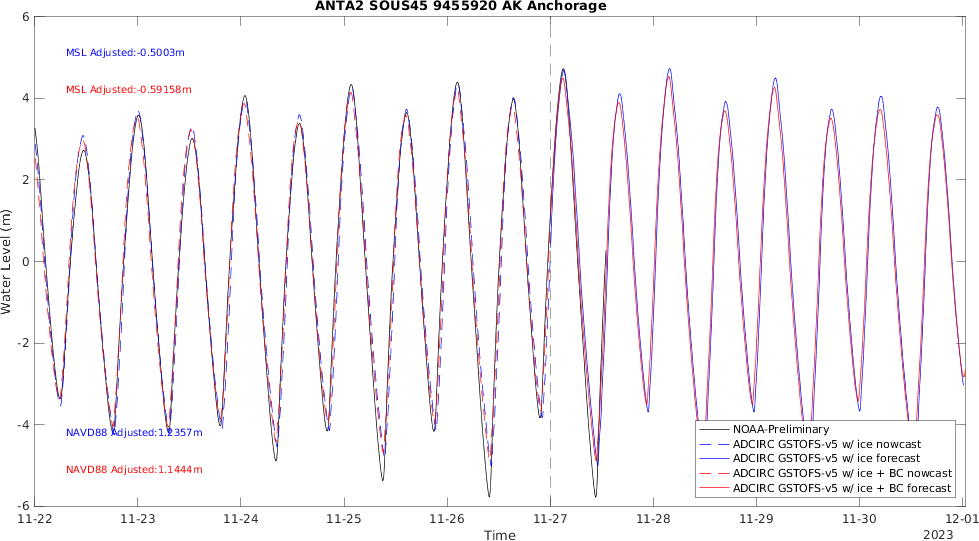 ANTA2 SOUS45 9455920 AK Anchorage
6
4
2
0
-2
-4
-6
Water Level (m)
MSL Adjusted:-0.5003m
MSL Adjusted:-0.59158m
NAVD88 Adjusted:1.2357m
NAVD88 Adjusted:1.1444m
NOAA-Preliminary
ADCIRC GSTOFS-v5 w/ ice nowcast
ADCIRC GSTOFS-v5 w/ ice forecast
ADCIRC GSTOFS-v5 w/ ice + BC nowcast
ADCIRC GSTOFS-v5 w/ ice + BC forecast
11-22 11-23 11-24 11-25 11-26 11-27 11-28 11-29 11-30 12-01
Time
2023